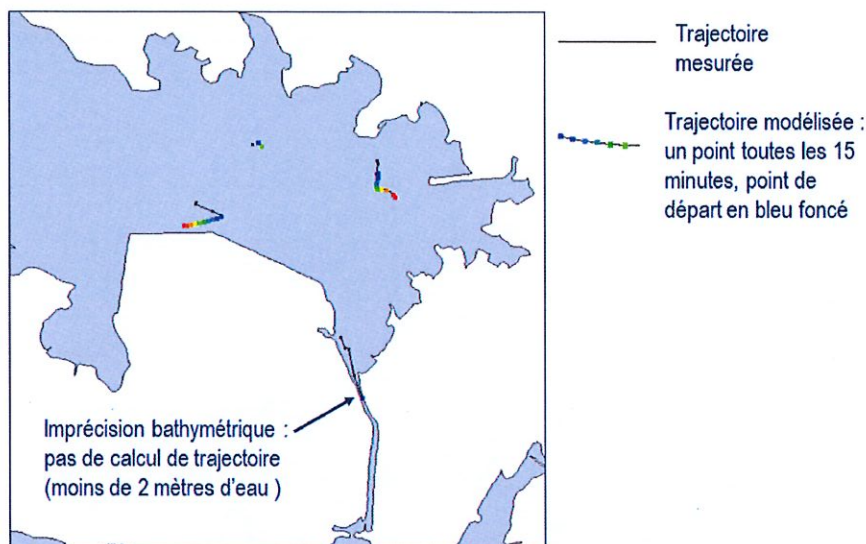 Trajectoire
mesurée
Trajectoire modélisée :
un point toutes les 15
minutes, point de
départ en bleu foncé
Imprécision bathymétrique :
pas de calcul de trajectoire
(moins de 2 mètres d'eau )